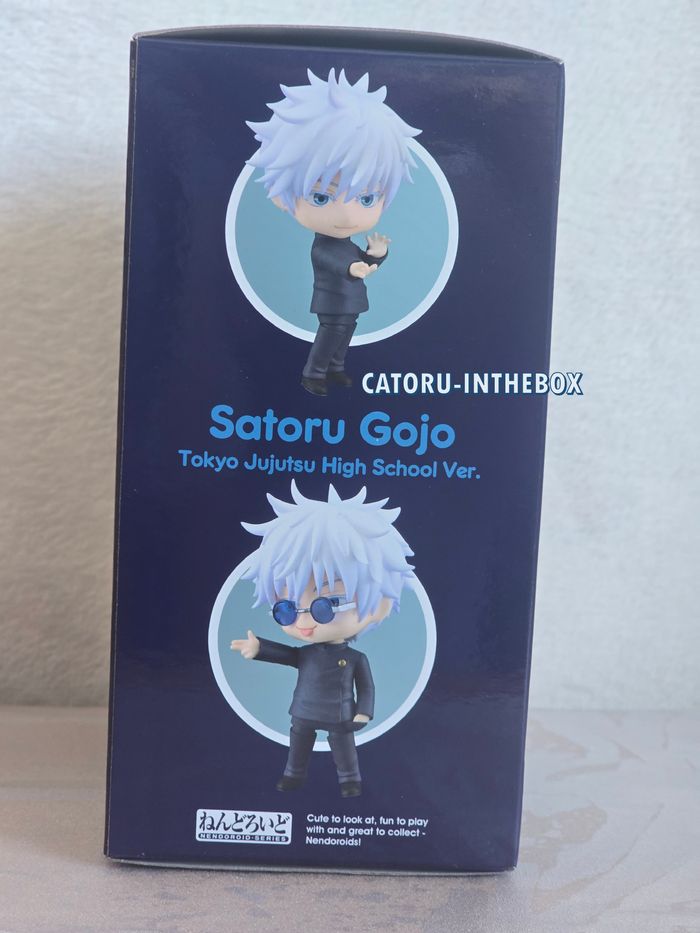 CATORU-INTHEBOX
Satoru Gojo
Tokyo Jujutsu High School Ver.
ねんどろいど
NENDOROID-SERIES
Cute to look at, fun to play
with and great to collect -
Nendoroids!